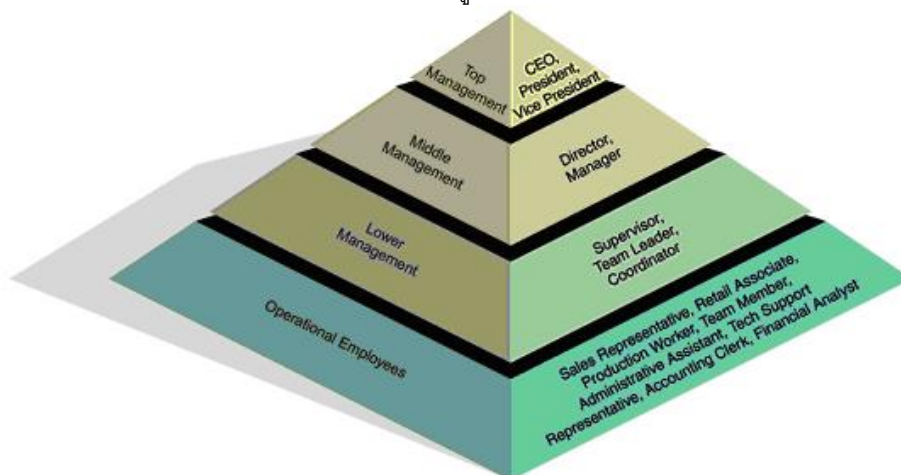 Top
Management
CEO,
President,
Vice President
Middle
Management
Director,
Manager
Lower
Management
Supervisor,
Team Leader,
Coordinator
Operational Employees
Sales Representative, Retail Associate,
Production Worker, Team Member,
Administrative Assistant, Tech Support
Representative, Accounting Clerk, Financial Analyst